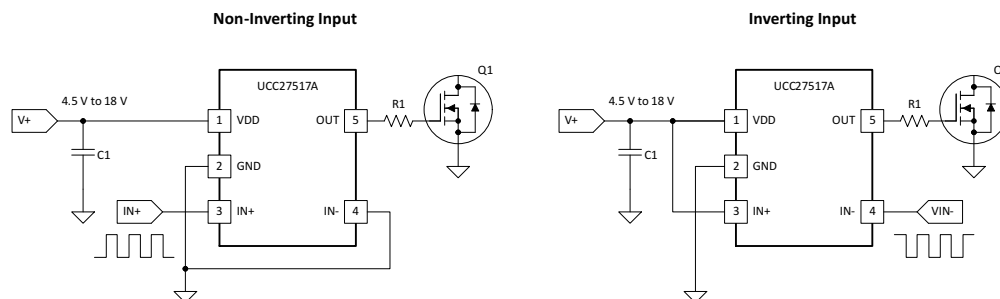 Non-Inverting Input
UCC27517A
Q1
4.5 V to 18 V
R1
V+
1
VDD
OUT
5
C1
2
GND
IN+
3
IN+
IN-
4
Inverting Input
UCC27517A
4.5 V to 18 V
R1
V+
1
VDD
OUT
5
C1
2
GND
3
IN+
IN-
4
VIN-